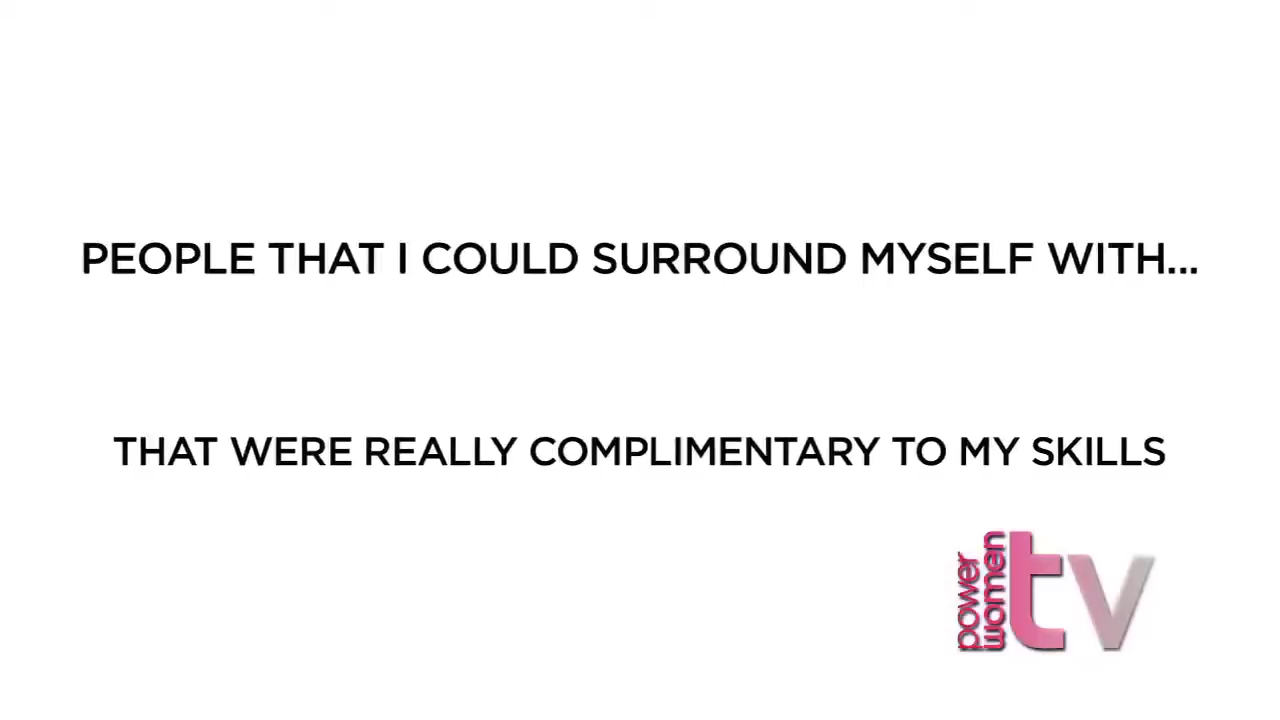 PEOPLE THAT I COULD SURROUND MYSELF WITH...
THAT WERE REALLY COMPLIMENTARY TO MY SKILLS
power
women
tv